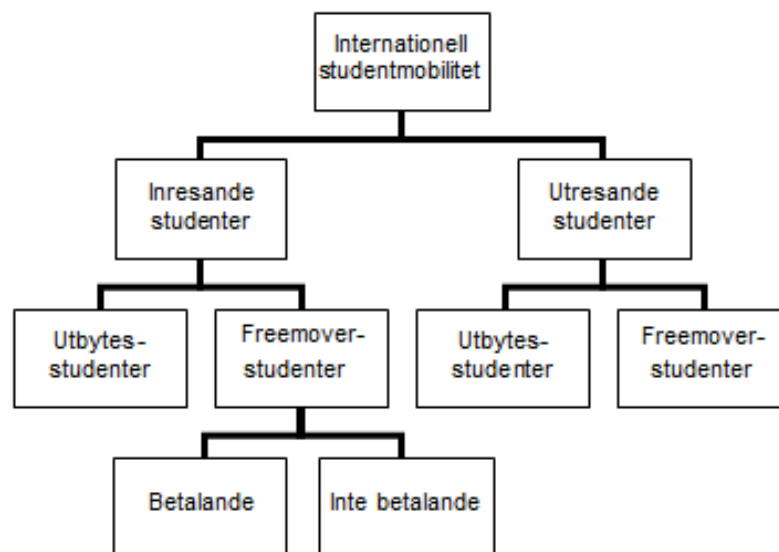 Internationell
studentmobilitet
Inresande
studenter
Utresande
studenter
Utbytes-
studenter
Freemover-
studenter
Utbytes-
studenter
Freemover-
studenter
Betalande
Inte betalande